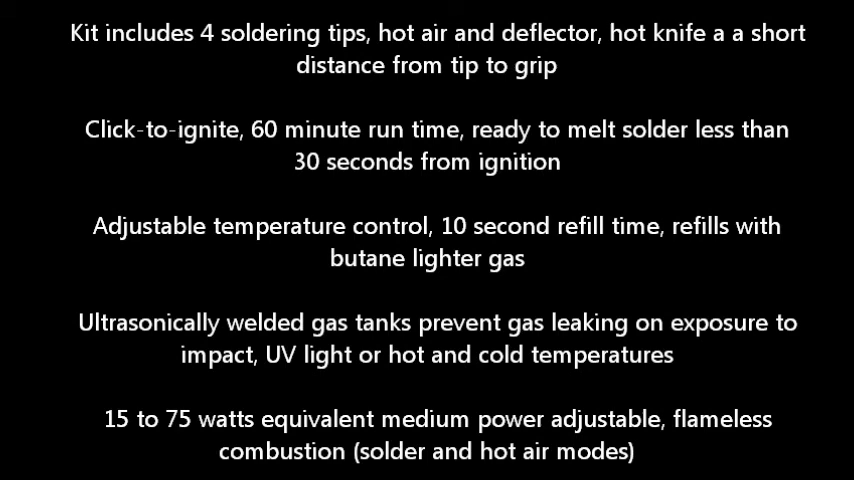 Kit includes 4 soldering tips, hot air and deflector, hot knife a a short
distance from tip to grip
Click-to-ignite, 60 minute run time, ready to melt solder less than
30 seconds from ignition
Adjustable temperature control, 10 second refill time, refills with
butane lighter gas
Ultrasonically welded gas tanks prevent gas leaking on exposure to
impact, UV light or hot and cold temperatures
15 to 75 watts equivalent medium power adjustable, flameless
combustion (solder and hot air modes)